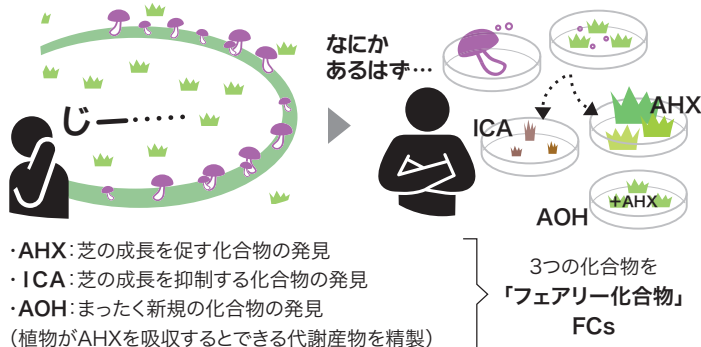 じー・・・・・
なにか
あるはず…
ICA
AHX
AOH
+AHX
・AHX：芝の成長を促す化合物の発見
・ICA：芝の成長を抑制する化合物の発見
・AOH：まったく新規の化合物の発見
（植物がAHXを吸収するとできる代謝産物を精製）
3つの化合物を
「フェアリー化合物」
FCs